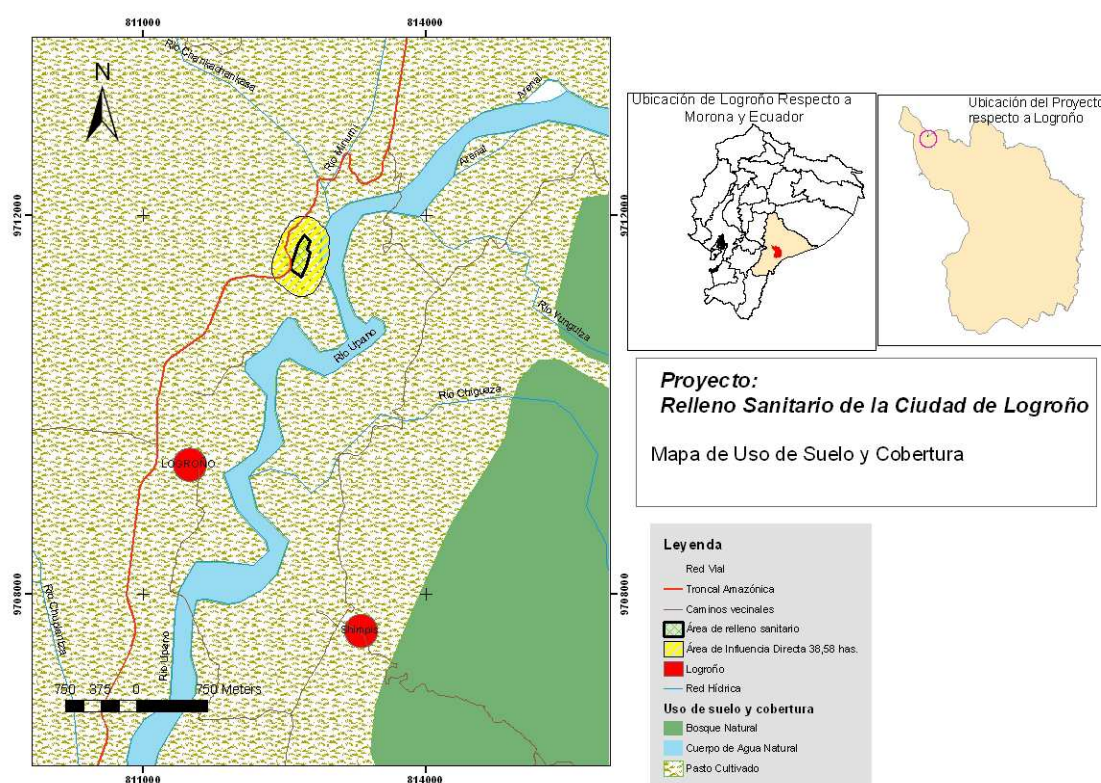 811000
814000
9712000
9712000
9708000
9708000
811000
814000
N
Río Chankachankasa
Río Minumi
Arenal
Arenal
Río Yungutza
Río Upano
Río Chiguaza
LOGROÑO
Shimpis
Río Chupiantza
Río Upano
750 375 0 750 Meters
Ubicación de Logroño Respecto a
Morona y Ecuador
Ubicación del Proyecto
respecto a Logroño
Proyecto:
Relleno Sanitario de la Ciudad de Logroño
Mapa de Uso de Suelo y Cobertura
Leyenda
Red Vial
Troncal Amazónica
Caminos vecinales
Área de relleno sanitario
Área de Influencia Directa 38,58 has.
Logroño
Red Hídrica
Uso de suelo y cobertura
Bosque Natural
Cuerpo de Agua Natural
Pasto Cultivado